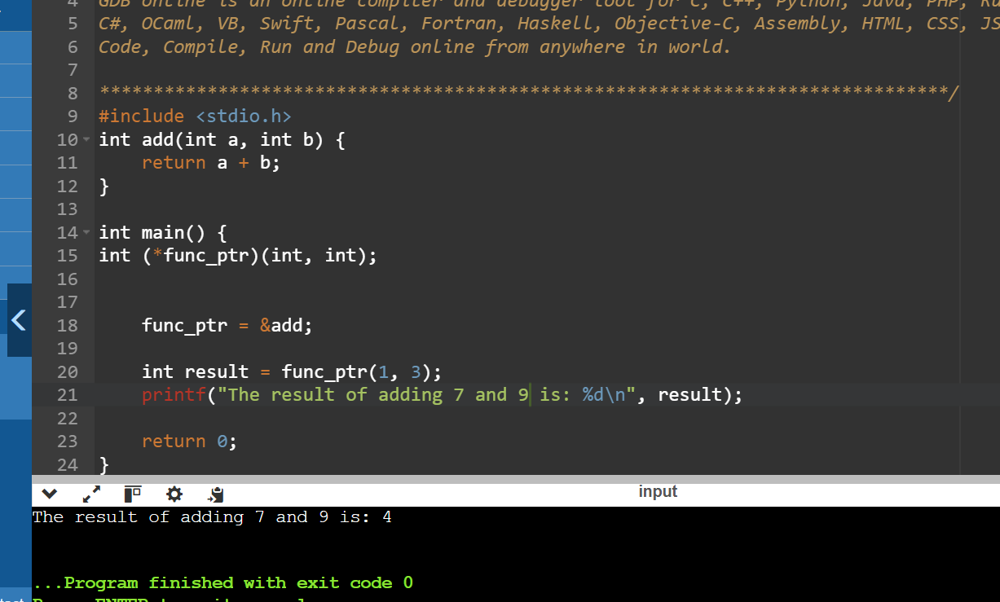 4 GDB online is an online compiler and debugger tool for C, C++, Python, Java, PHP,
5 C#, OCaml, VB, Swift, Pascal, Fortran, Haskell, Objective-C, Assembly, HTML, CSS, JS
6 Code, Compile, Run and Debug online from anywhere in world.
7
8 *******************************************************************************/
9 #include <stdio.h>
10 int add(int a, int b) {
11     return a + b;
12 }
13
14 int main() {
15 int (*func_ptr)(int, int);
16
17
18     func_ptr = &add;
19
20     int result = func_ptr(1, 3);
21     printf("The result of adding 7 and 9 is: %d\n", result);
22
23     return 0;
24 }
input
The result of adding 7 and 9 is: 4
...Program finished with exit code 0